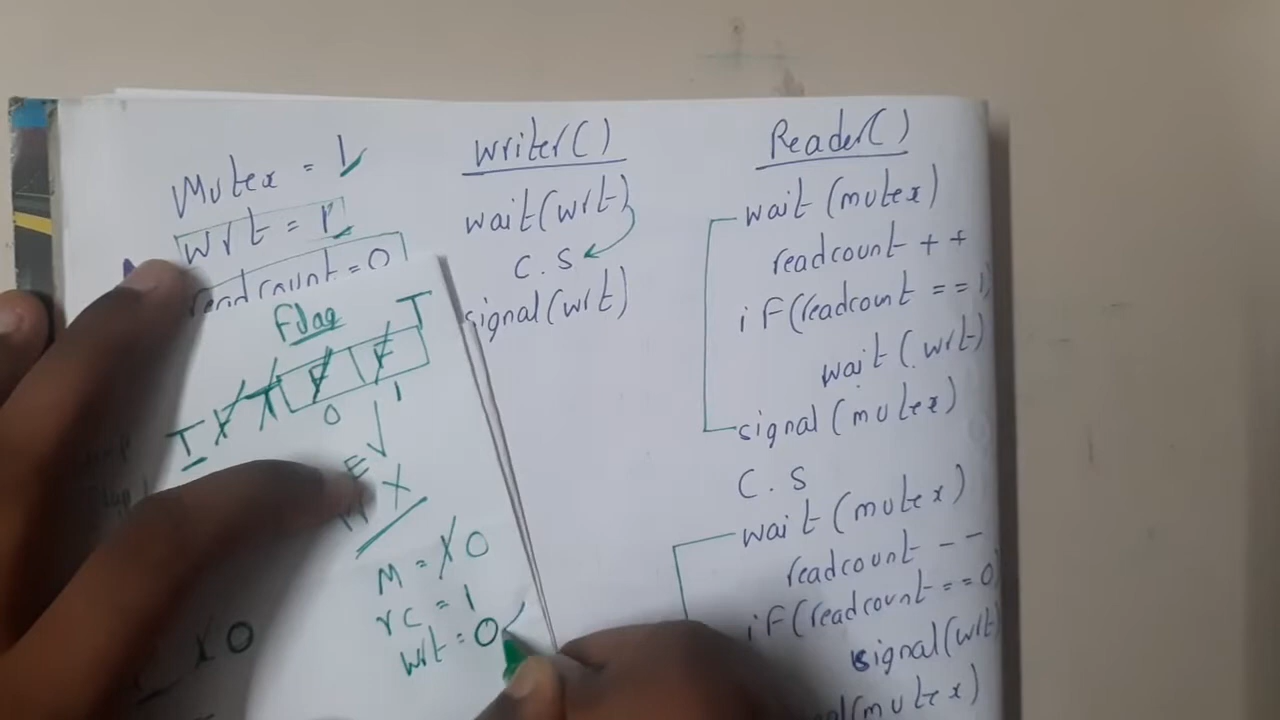 Mutex = 1
wrt = 1
readcount = 0
Flag
T
T X T F F
0 1
E
X
M = X 0
rc = 1
wrt = 0
X 0
writer()
wait(wrt)
C.S
signal(wrt)
Reader()
wait (mutex)
readcount ++
if(readcount == 1)
wait (wrt)
signal (mutex)
C.S
wait (mutex)
readcount --
if(readcount == 0)
signal(wrt)
(mutex)